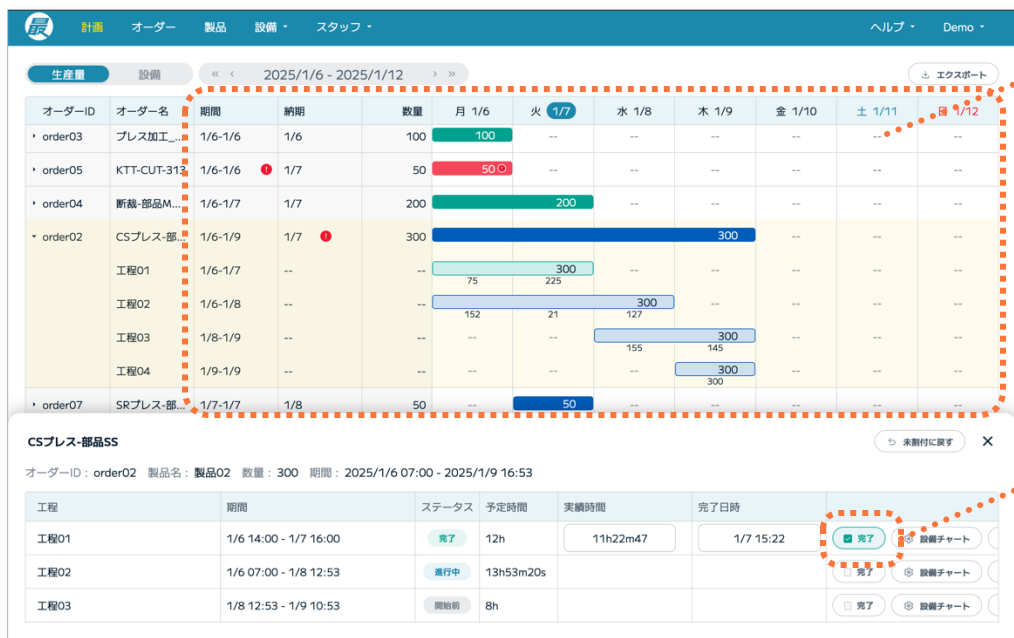 最 計画 オーダー 製品 設備 スタッフ ヘルプ Demo
生産量 設備 « ‹ 2025/1/6 - 2025/1/12 › » エクスポート
オーダーID オーダー名 期間 納期 数量 月 1/6 火 1/7 水 1/8 木 1/9 金 1/10 土 1/11 日 1/12
order03 プレス加工_... 1/6-1/6 1/6 100 100 -- -- -- -- -- --
order05 KTT-CUT-313 1/6-1/6 ! 1/7 50 50 ! -- -- -- -- -- --
order04 断裁-部品M... 1/6-1/7 1/7 200 200 -- -- -- -- --
order02 CSプレス-部... 1/6-1/9 1/7 ! 300 300 -- -- --
工程01 1/6-1/7 -- -- 300 -- -- -- -- --
75 225
工程02 1/6-1/8 -- -- 300 -- -- -- --
152 21 127
工程03 1/8-1/9 -- -- -- -- 300 -- -- --
155 145
工程04 1/9-1/9 -- -- -- -- -- 300 -- -- --
300
order07 SRプレス-部... 1/7-1/7 1/8 50 -- 50 -- -- -- -- --
CSプレス-部品SS 未割付に戻す ×
オーダーID : order02 製品名 : 製品02 数量 : 300 期間 : 2025/1/6 07:00 - 2025/1/9 16:53
工程 期間 ステータス 予定時間 実績時間 完了日時
工程01 1/6 14:00 - 1/7 16:00 完了 12h 11h22m47 1/7 15:22 完了 設備チャート
工程02 1/6 07:00 - 1/8 12:53 進行中 13h53m20s 完了 設備チャート
工程03 1/8 12:53 - 1/9 10:53 開始前 8h 完了 設備チャート